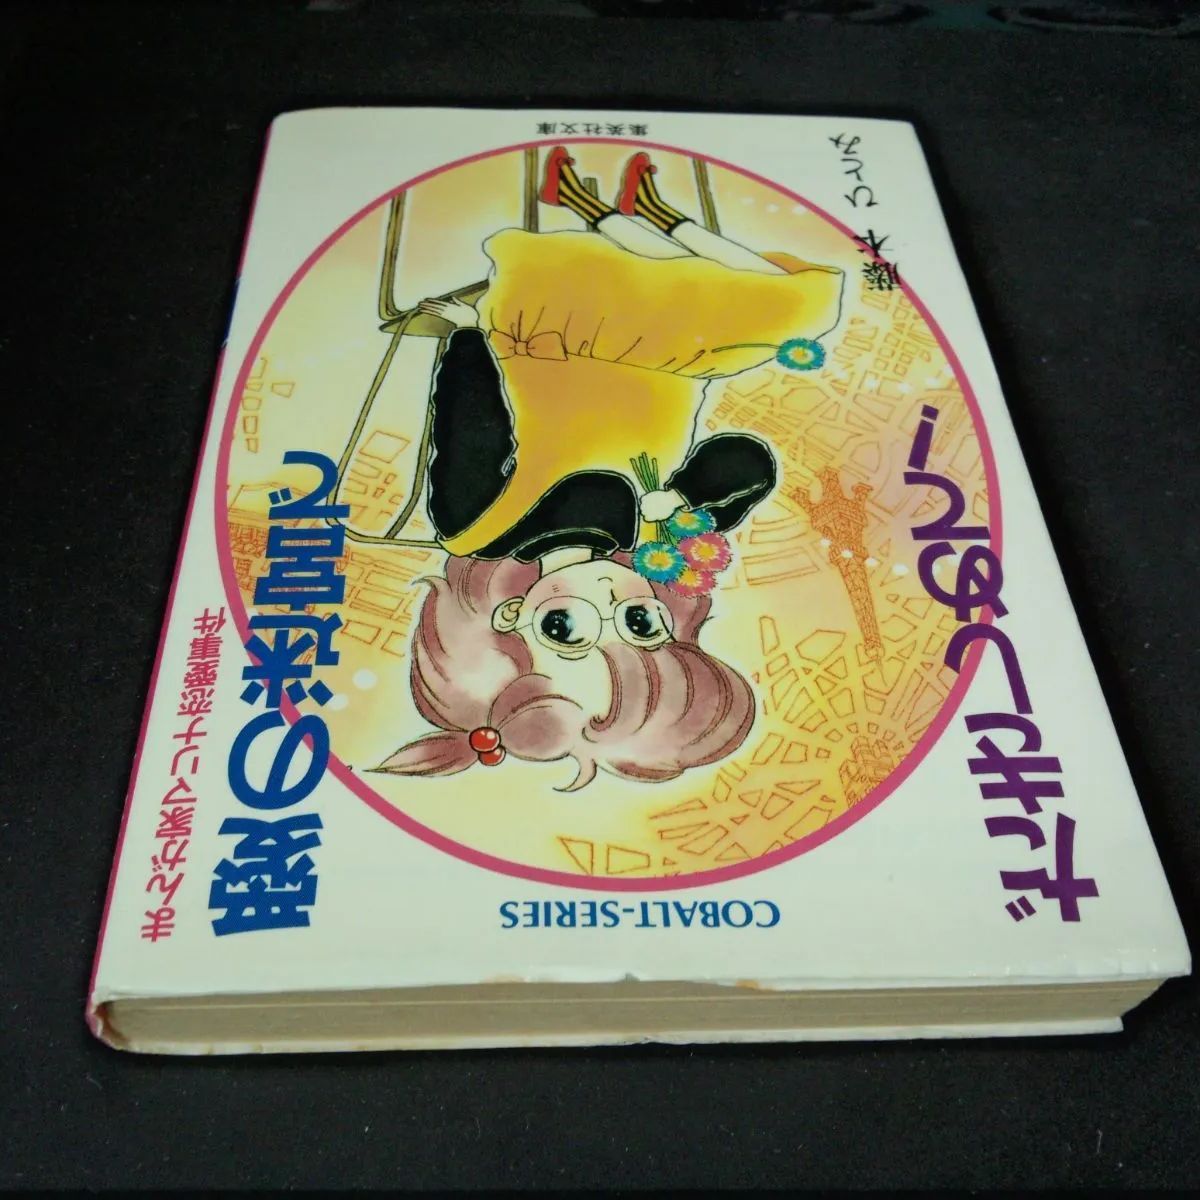 COBALT-SERIES
まんが家マリナ恋愛事件
愛の迷宮で
だきしめて!
藤本 ひとみ
集英社文庫